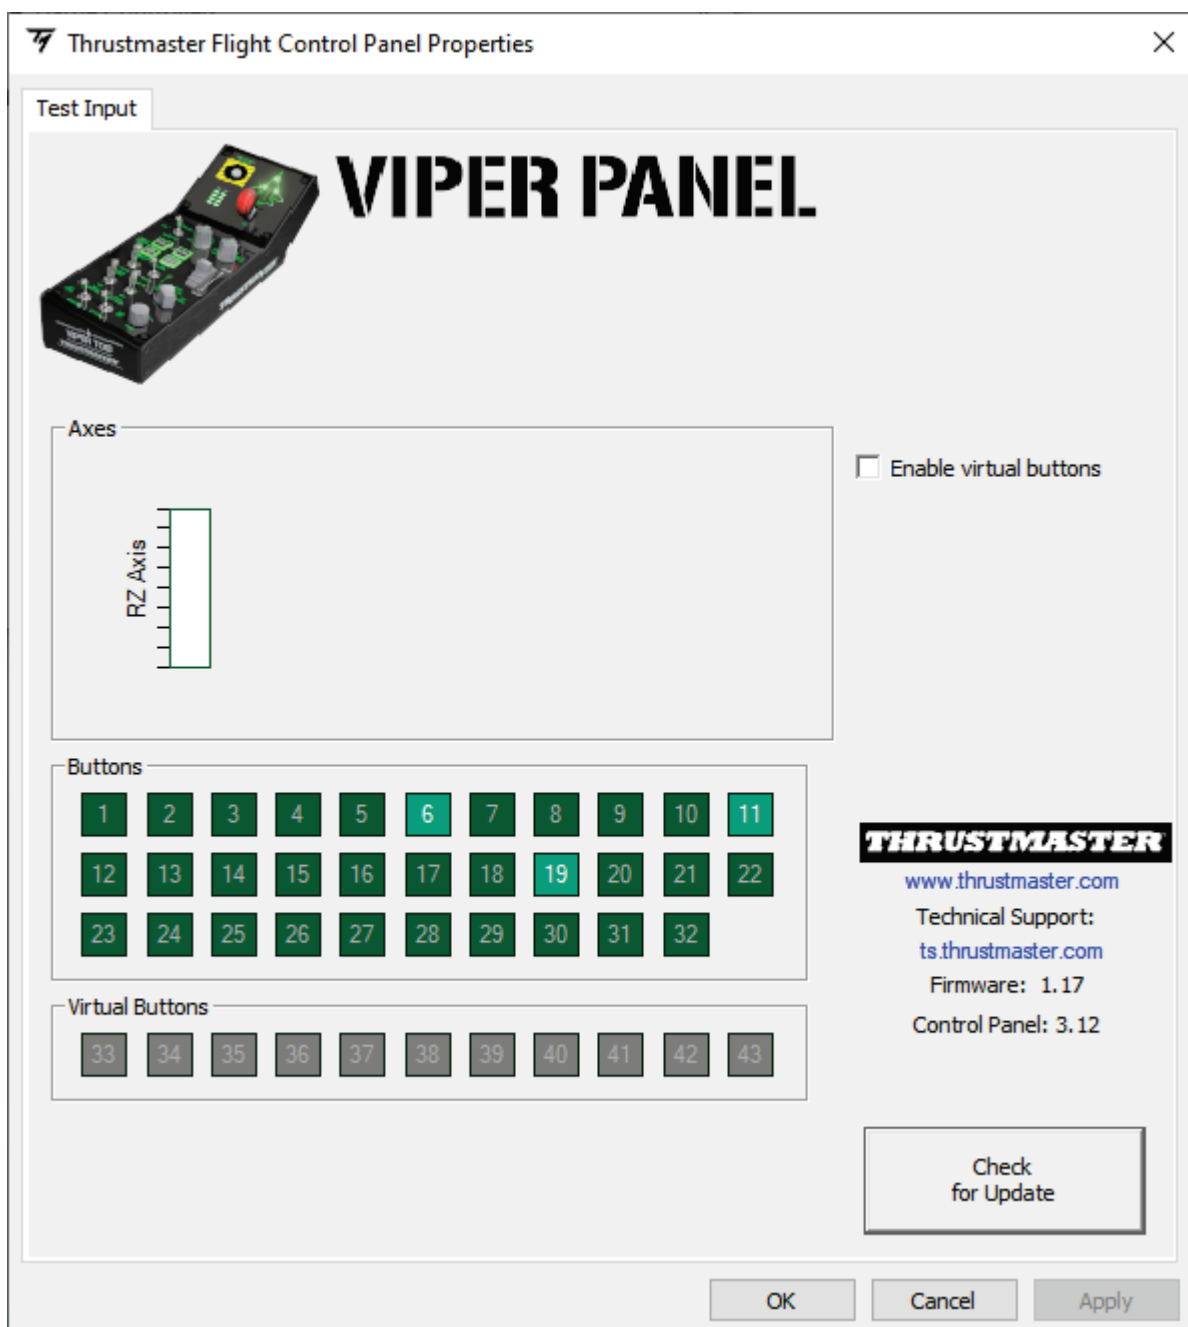 Thrustmaster Flight Control Panel Properties
Test Input
VIPER PANEL
VIPER TQS
THRUSTMASTER
THRUSTMASTER
Axes
RZ Axis
Enable virtual buttons
Buttons
1 2 3 4 5 6 7 8 9 10 11
12 13 14 15 16 17 18 19 20 21 22
23 24 25 26 27 28 29 30 31 32
Virtual Buttons
33 34 35 36 37 38 39 40 41 42 43
THRUSTMASTER
www.thrustmaster.com
Technical Support:
ts.thrustmaster.com
Firmware: 1.17
Control Panel: 3.12
Check
for Update
OK
Cancel
Apply